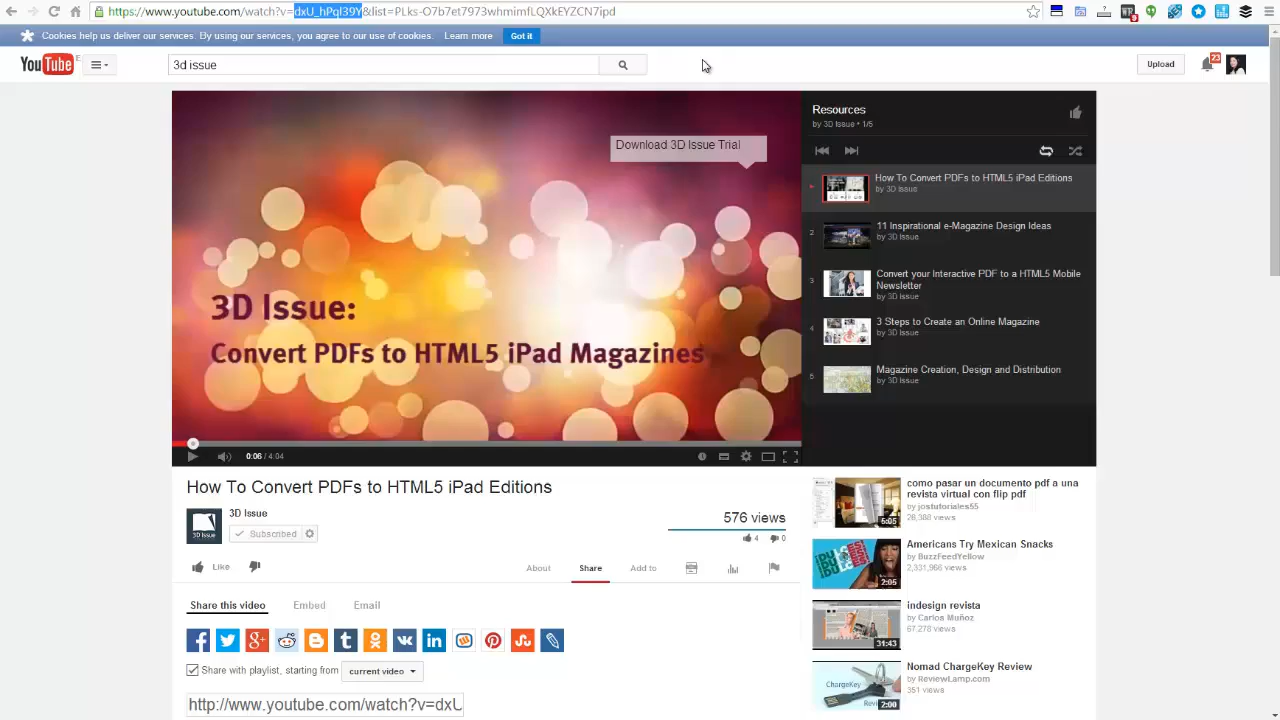 https://www.youtube.com/watch?v=dxU_hPql39Y&list=PLks-O7b7et7973whmimfLQXkEYZCN7ipd
Cookies help us deliver our services. By using our services, you agree to our use of cookies. Learn more Got it
YouTube
3d issue
Upload
23
Download 3D Issue Trial
3D Issue:
Convert PDFs to HTML5 iPad Magazines
0:06 / 4:04
Resources
by 3D Issue • 1/5
How To Convert PDFs to HTML5 iPad Editions
by 3D Issue
2
11 Inspirational e-Magazine Design Ideas
by 3D Issue
3
Convert your Interactive PDF to a HTML5 Mobile
Newsletter
by 3D Issue
4
3 Steps to Create an Online Magazine
by 3D Issue
5
Magazine Creation, Design and Distribution
by 3D Issue
How To Convert PDFs to HTML5 iPad Editions
3D Issue
Subscribed
576 views
4 0
Like
About Share Add to
Share this video Embed Email
Share with playlist, starting from current video
http://www.youtube.com/watch?v=dxU
como pasar un documento pdf a una
revista virtual con flip pdf
by jostutoriales55
28,388 views
5:05
Americans Try Mexican Snacks
by BuzzFeedYellow
2,331,966 views
2:05
indesign revista
by Carlos Muñoz
67,278 views
31:43
Nomad ChargeKey Review
by ReviewLamp.com
351 views
ChargeKey
2:00